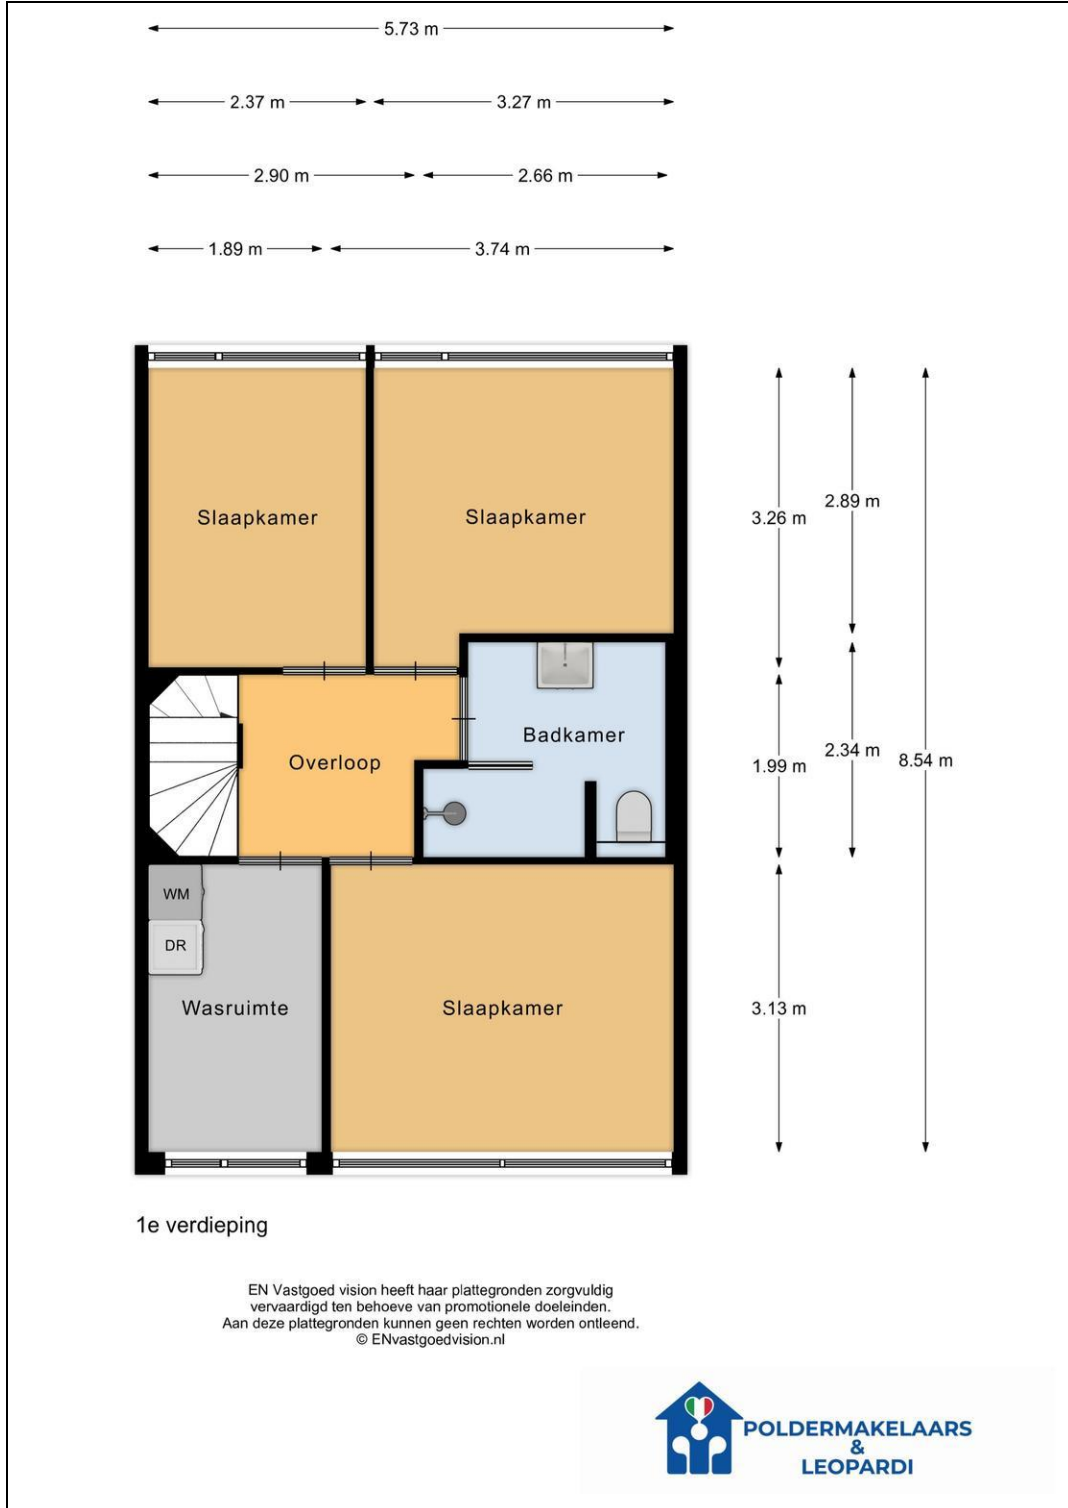 5.73 m
2.37 m
3.27 m
2.90 m
2.66 m
1.89 m
3.74 m
Slaapkamer
Slaapkamer
3.26 m
2.89 m
Badkamer
Overloop
1.99 m
2.34 m
8.54 m
WM
DR
Wasruimte
Slaapkamer
3.13 m
1e verdieping
EN Vastgoed vision heeft haar plattegronden zorgvuldig
vervaardigd ten behoeve van promotionele doeleinden.
Aan deze plattegronden kunnen geen rechten worden ontleend.
© ENvastgoedvision.nl
POLDERMAKELAARS
&
LEOPARDI